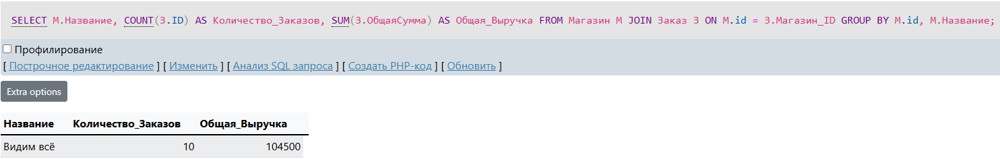 SELECT М.Название, COUNT(З.ID) AS Количество_Заказов, SUM(З.ОбщаяСумма) AS Общая_Выручка FROM Магазин М JOIN Заказ З ON М.id = З.Магазин_ID GROUP BY М.id, М.Название;
Профилирование
[ Построчное редактирование ] [ Изменить ] [ Анализ SQL запроса ] [ Создать PHP-код ] [ Обновить ]
Extra options
Название Количество_Заказов Общая_Выручка
Видим всё 10 104500